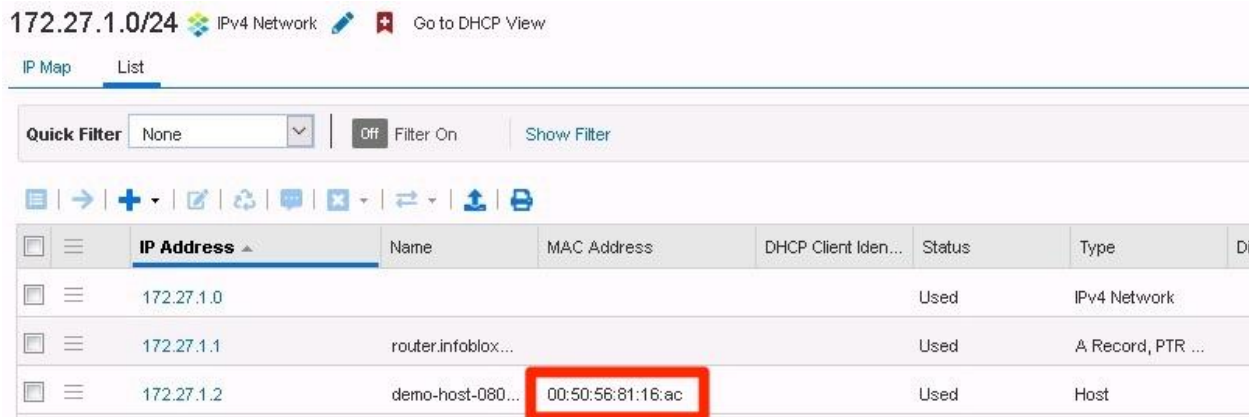 172.27.1.0/24 IPv4 Network Go to DHCP View
IP Map List
Quick Filter None Off Filter On Show Filter
IP Address Name MAC Address DHCP Client Iden... Status Type Di
172.27.1.0 Used IPv4 Network
172.27.1.1 router.infoblox... Used A Record, PTR ...
172.27.1.2 demo-host-080... 00:50:56:81:16:ac Used Host